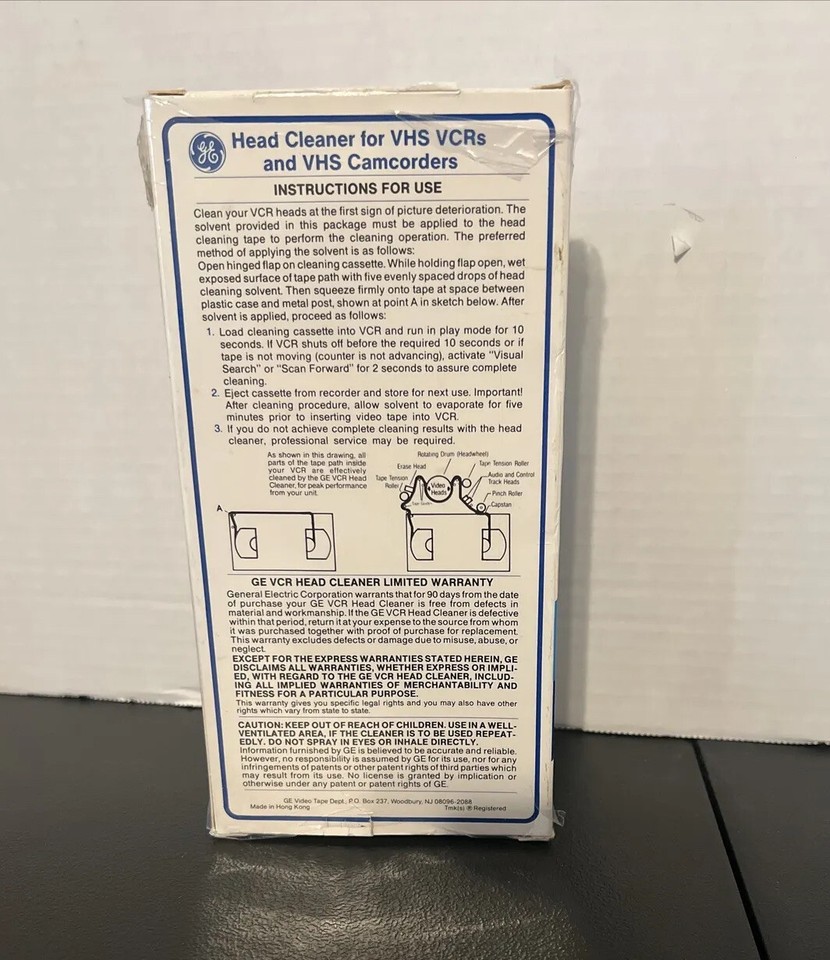 GE
Head Cleaner for VHS VCRs
and VHS Camcorders
INSTRUCTIONS FOR USE
Clean your VCR heads at the first sign of picture deterioration. The
solvent provided in this package must be applied to the head
cleaning tape to perform the cleaning operation. The preferred
method of applying the solvent is as follows:
Open hinged flap on cleaning cassette. While holding flap open, wet
exposed surface of tape path with five evenly spaced drops of head
cleaning solvent. Then squeeze firmly onto tape at space between
plastic case and metal post, shown at point A in sketch below. After
solvent is applied, proceed as follows:
1. Load cleaning cassette into VCR and run in play mode for 10
seconds. If VCR shuts off before the required 10 seconds or if
tape is not moving (counter is not advancing), activate "Visual
Search" or "Scan Forward" for 2 seconds to assure complete
cleaning.
2. Eject cassette from recorder and store for next use. Important!
After cleaning procedure, allow solvent to evaporate for five
minutes prior to inserting video tape into VCR.
3. If you do not achieve complete cleaning results with the head
cleaner, professional service may be required.
As shown in this drawing, all
parts of the tape path inside
your VCR are effectively
cleaned by the GE VCR Head
Cleaner, for peak performance
from your unit.
Rotating Drum (Headwheel)
Erase Head
Tape Tension Roller
Tape Tension
Roller
Video
Heads
Audio and Control
Track Heads
Pinch Roller
Capstan
A
GE VCR HEAD CLEANER LIMITED WARRANTY
General Electric Corporation warrants that for 90 days from the date
of purchase your GE VCR Head Cleaner is free from defects in
material and workmanship. If the GE VCR Head Cleaner is defective
within that period, return it at your expense to the source from whom
it was purchased together with proof of purchase for replacement.
This warranty excludes defects or damage due to misuse, abuse, or
neglect.
EXCEPT FOR THE EXPRESS WARRANTIES STATED HEREIN, GE
DISCLAIMS ALL WARRANTIES, WHETHER EXPRESS OR IMPLI-
ED, WITH REGARD TO THE GE VCR HEAD CLEANER, INCLUD-
ING ALL IMPLIED WARRANTIES OF MERCHANTABILITY AND
FITNESS FOR A PARTICULAR PURPOSE.
This warranty gives you specific legal rights and you may also have other
rights which vary from state to state.
CAUTION: KEEP OUT OF REACH OF CHILDREN. USE IN A WELL-
VENTILATED AREA, IF THE CLEANER IS TO BE USED REPEAT-
EDLY. DO NOT SPRAY IN EYES OR INHALE DIRECTLY.
Information furnished by GE is believed to be accurate and reliable.
However, no responsibility is assumed by GE for its use, nor for any
infringements of patents or other patent rights of third parties which
may result from its use. No license is granted by implication or
otherwise under any patent or patent rights of GE.
GE Video Tape Dept., P.O. Box 237, Woodbury, NJ 08096-2088
Made in Hong Kong Tmk(s) ® Registered